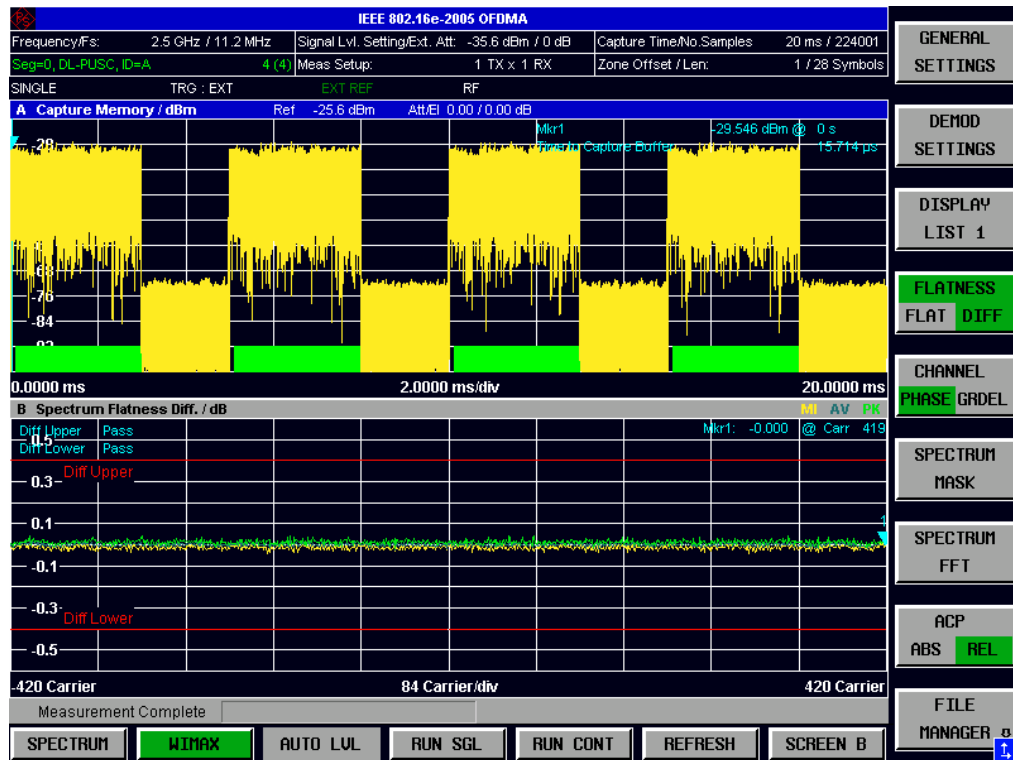 IEEE 802.16e-2005 OFDMA
Frequency/Fs: 2.5 GHz / 11.2 MHz Signal Lvl. Setting/Ext. Att: -35.6 dBm / 0 dB Capture Time/No.Samples 20 ms / 224001
Seg=0, DL-PUSC, ID=A 4 (4) Meas Setup: 1 TX x 1 RX Zone Offset / Len: 1 / 28 Symbols
SINGLE TRG : EXT EXT REF RF
A Capture Memory / dBm Ref -25.6 dBm Att/El 0.00 / 0.00 dB
Mkr1 -29.546 dBm @ 0 s
-28
Time to Capture Buffer 15.714 µs
-68
-76
-84
-92
0.0000 ms 2.0000 ms/div 20.0000 ms
B Spectrum Flatness Diff. / dB MI AV PK
Diff Upper Pass Mkr1: -0.000 @ Carr 419
0.5
Diff Lower Pass
Diff Upper
0.3
0.1
1
-0.1
-0.3
Diff Lower
-0.5
-420 Carrier 84 Carrier/div 420 Carrier
Measurement Complete
SPECTRUM WIMAX AUTO LVL RUN SGL RUN CONT REFRESH SCREEN B
GENERAL
SETTINGS
DEMOD
SETTINGS
DISPLAY
LIST 1
FLATNESS
FLAT DIFF
CHANNEL
PHASE GRDEL
SPECTRUM
MASK
SPECTRUM
FFT
ACP
ABS REL
FILE
MANAGER